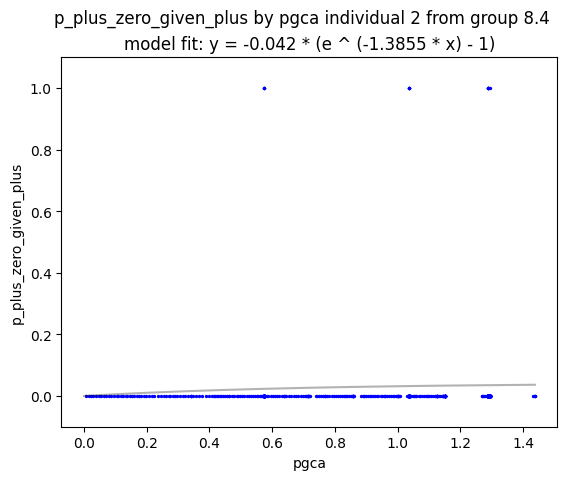 p_plus_zero_given_plus by pgca individual 2 from group 8.4
model fit: y = -0.042 * (e ^ (-1.3855 * x) - 1)
1.0
0.8
0.6
0.4
0.2
0.0
p_plus_zero_given_plus
0.0 0.2 0.4 0.6 0.8 1.0 1.2 1.4
pgca